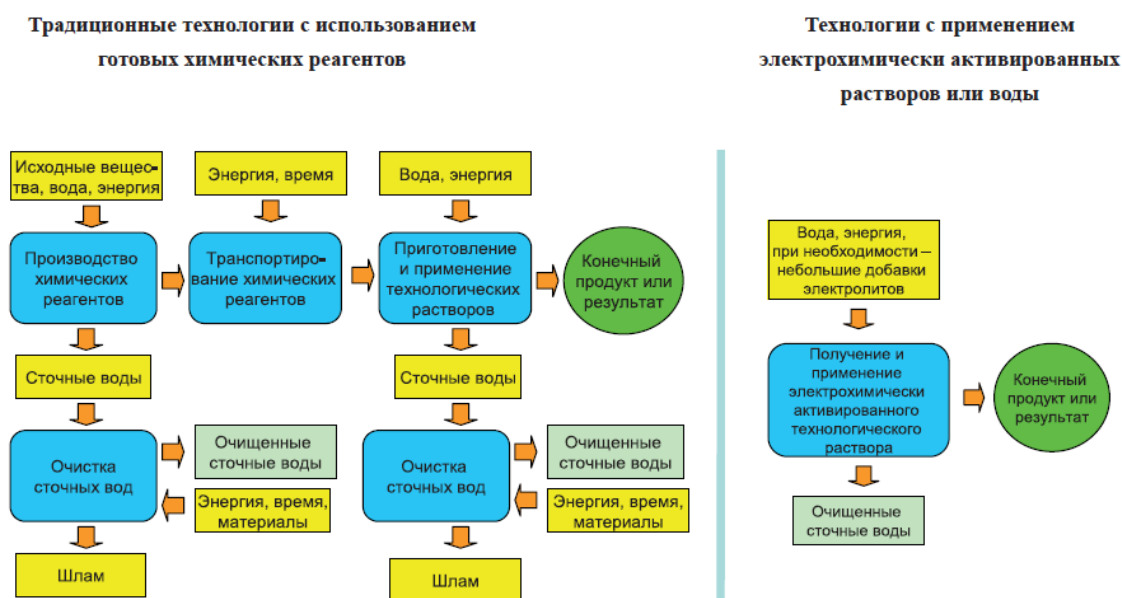 Традиционные технологии с использованием
готовых химических реагентов
Технологии с применением
электрохимически активированных
растворов или воды
Исходные вещес-
тва, вода, энергия
Энергия, время
Вода, энергия
Производство
химических
реагентов
Транспортиро-
вание химических
реагентов
Приготовление
и применение
технологических
растворов
Конечный
продукт или
результат
Сточные воды
Сточные воды
Очистка
сточных вод
Очищенные
сточные воды
Энергия, время,
материалы
Очистка
сточных вод
Очищенные
сточные воды
Энергия, время,
материалы
Шлам
Шлам
Вода, энергия,
при необходимости –
небольшие добавки
электролитов
Получение и
применение
электрохимически
активированного
технологического
раствора
Конечный
продукт или
результат
Очищенные
сточные воды